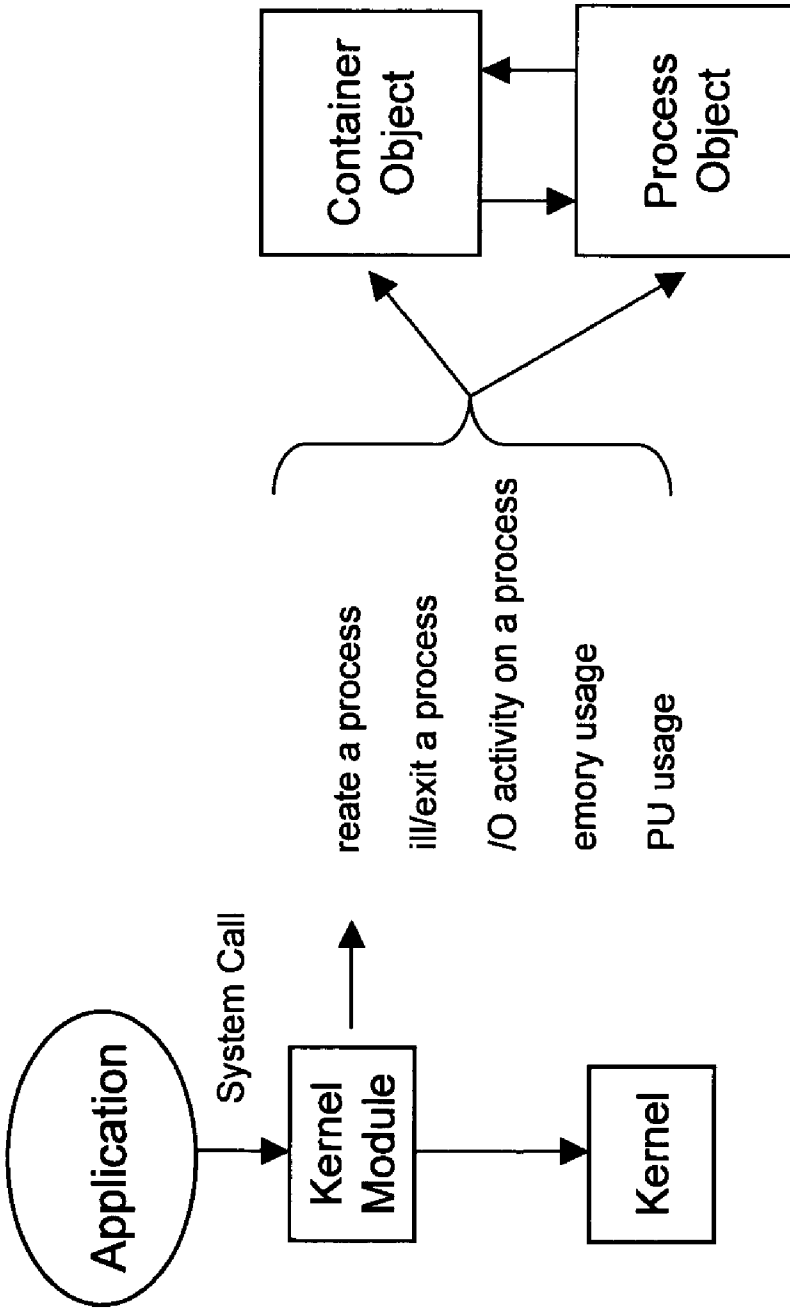 Application
System Call
Kernel
Module
Kernel
reate a process
ill/exit a process
/O activity on a process
emory usage
PU usage
Container
Object
Process
Object